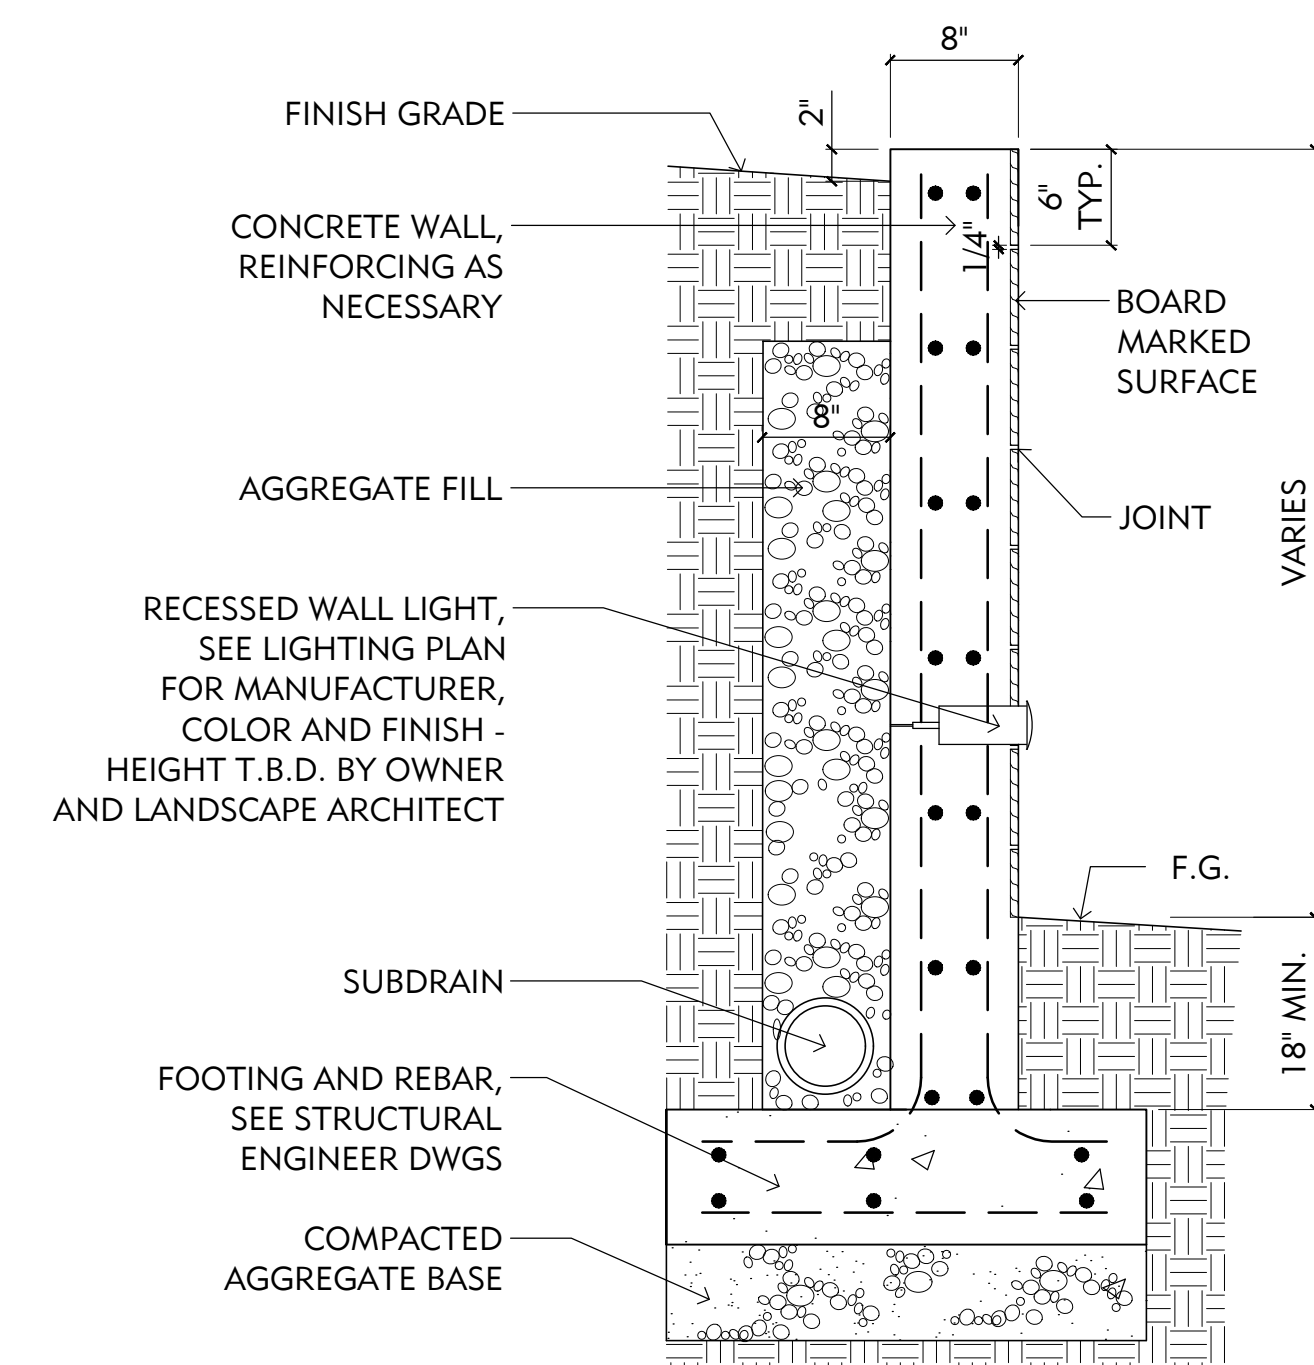 8"
2"
FINISH GRADE
6"
TYP.
CONCRETE WALL,
REINFORCING AS
NECESSARY
1/4"
BOARD
MARKED
SURFACE
8"
AGGREGATE FILL
JOINT
VARIES
RECESSED WALL LIGHT,
SEE LIGHTING PLAN
FOR MANUFACTURER,
COLOR AND FINISH -
HEIGHT T.B.D. BY OWNER
AND LANDSCAPE ARCHITECT
F.G.
SUBDRAIN
18" MIN.
FOOTING AND REBAR,
SEE STRUCTURAL
ENGINEER DWGS
COMPACTED
AGGREGATE BASE